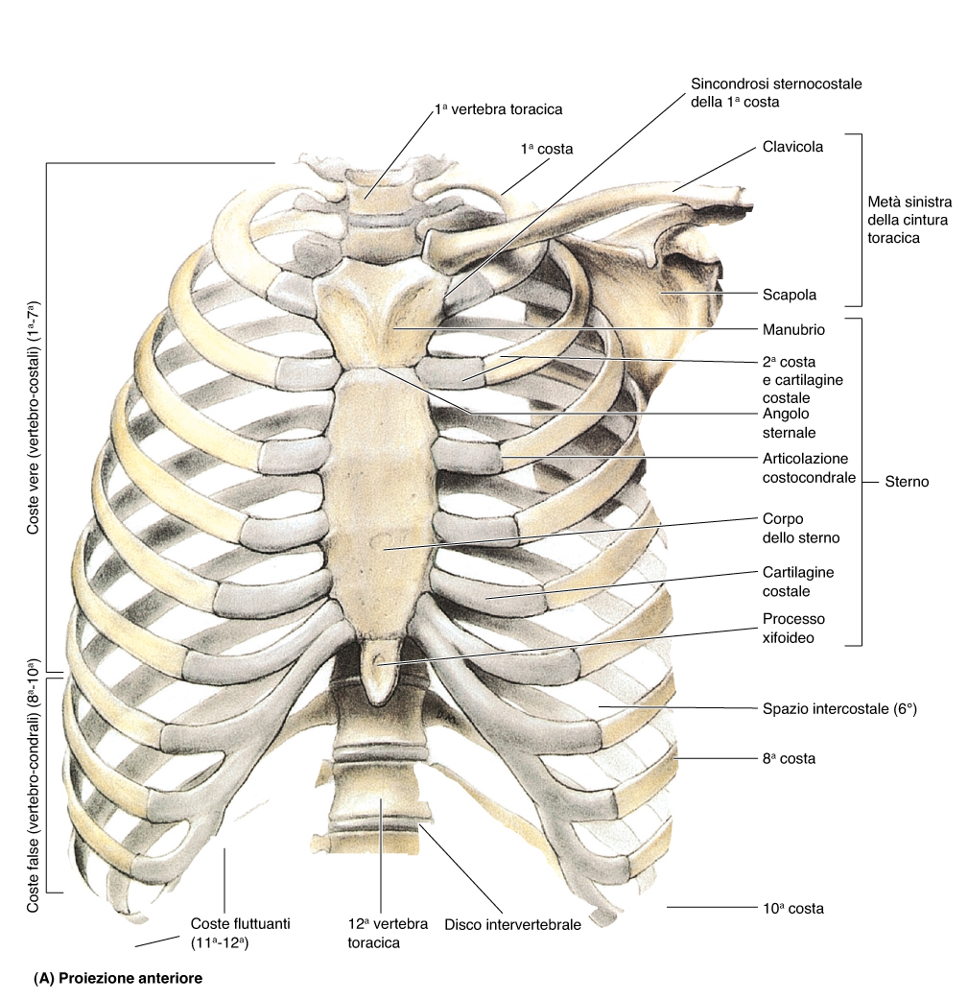 Sincondrosi sternocostale
della 1ª costa
1ª vertebra toracica
1ª costa
Clavicola
Metà sinistra
della cintura
toracica
Scapola
Manubrio
2ª costa
e cartilagine
costale
Angolo
sternale
Articolazione
costocondrale
Sterno
Corpo
dello sterno
Cartilagine
costale
Processo
xifoideo
Spazio intercostale (6°)
8ª costa
10ª costa
Coste vere (vertebro-costali) (1ª-7ª)
Coste false (vertebro-condrali) (8ª-10ª)
Coste fluttuanti
(11ª-12ª)
12ª vertebra
toracica
Disco intervertebrale
(A) Proiezione anteriore